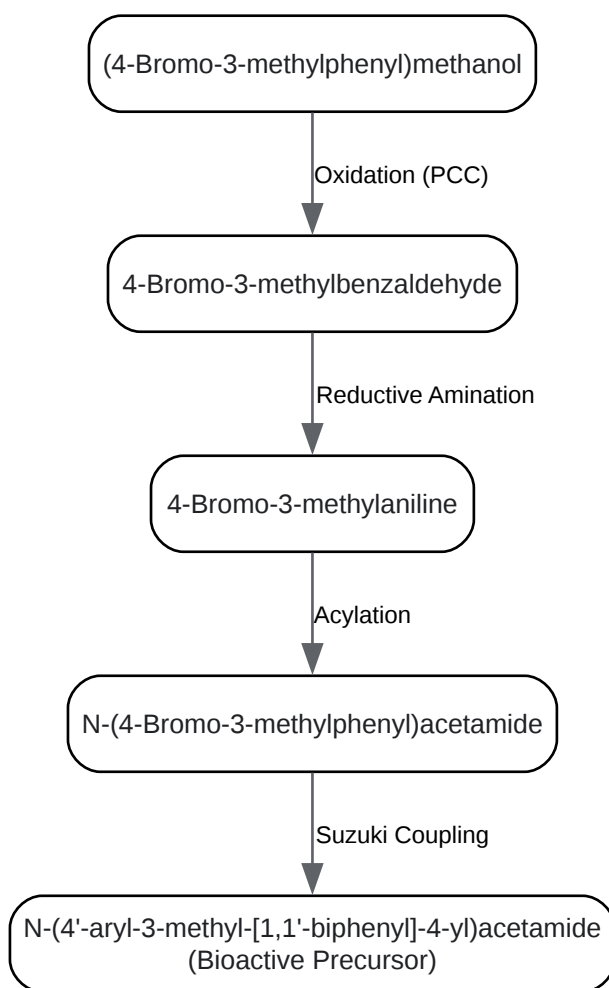 (4-Bromo-3-methylphenyl)methanol
Oxidation (PCC)
4-Bromo-3-methylbenzaldehyde
Reductive Amination
4-Bromo-3-methylaniline
Acylation
N-(4-Bromo-3-methylphenyl)acetamide
Suzuki Coupling
N-(4'-aryl-3-methyl-[1,1'-biphenyl]-4-yl)acetamide
(Bioactive Precursor)